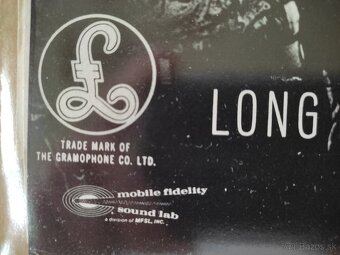 £
TRADE MARK OF
THE GRAMOPHONE CO. LTD.
LONG
mobile fidelity
sound lab
a division of MFSL, INC.